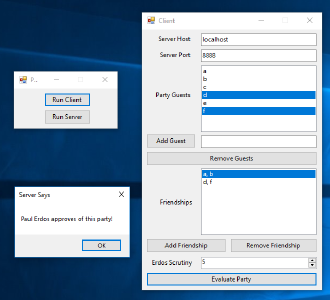 P...
Run Client
Run Server
Server Says
Paul Erdos approves of this party!
OK
Client
Server Host
localhost
Server Port
8888
Party Guests
a
b
c
d
e
f
Add Guest
Remove Guests
Friendships
a, b
d, f
Add Friendship
Remove Friendship
Erdos Scrutiny
5
Evaluate Party